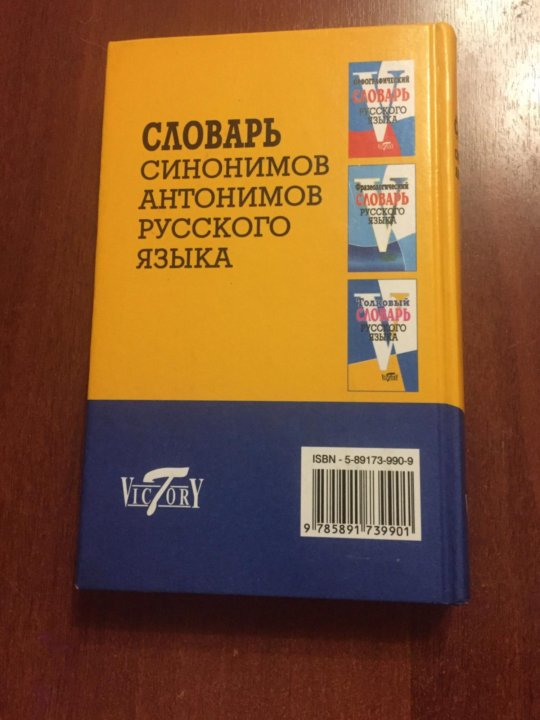 СЛОВАРЬ
СИНОНИМОВ
АНТОНИМОВ
РУССКОГО
ЯЗЫКА
Орфографический
СЛОВАРЬ
РУССКОГО
ЯЗЫКА
Фразеологический
СЛОВАРЬ
РУССКОГО
ЯЗЫКА
Толковый
СЛОВАРЬ
РУССКОГО
ЯЗЫКА
VICTORY
VICTORY
ISBN - 5-89173-990-9
9 785891 739901